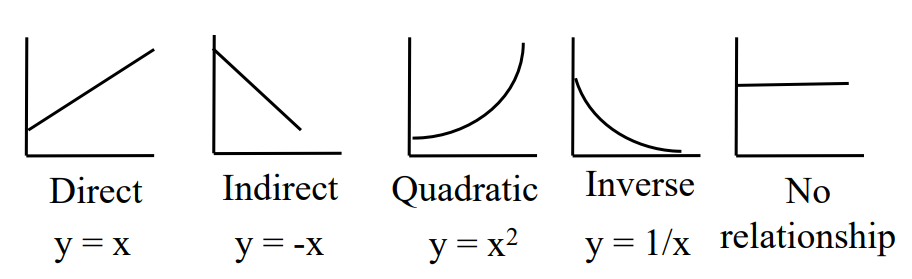 Direct
y = x
Indirect
y = -x
Quadratic
y = x²
Inverse
y = 1/x
No
relationship